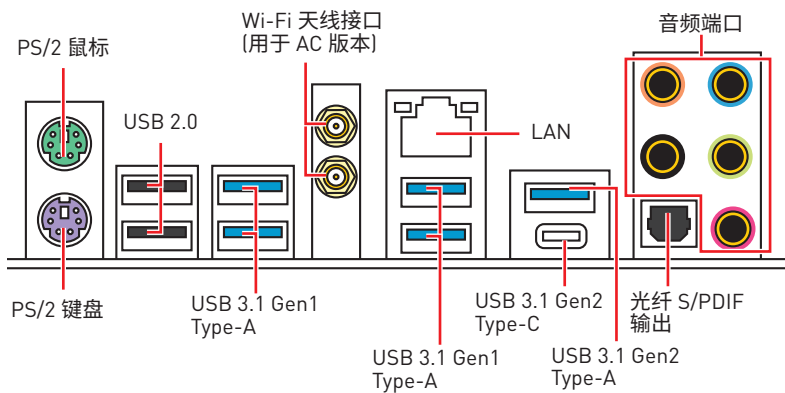 Wi-Fi 天线接口
(用于 AC 版本)
音频端口
PS/2 鼠标
USB 2.0
LAN
PS/2 键盘
USB 3.1 Gen1
Type-A
USB 3.1 Gen2
Type-C
光纤 S/PDIF
输出
USB 3.1 Gen1
Type-A
USB 3.1 Gen2
Type-A